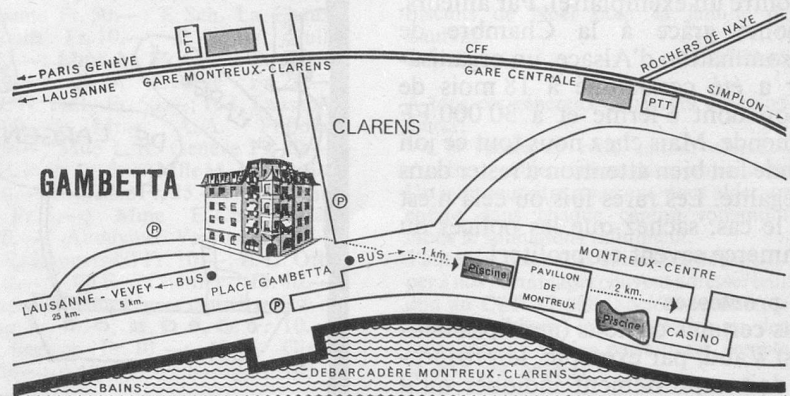 PTT
← PARIS GENÈVE
← LAUSANNE
GARE MONTREUX-CLARENS
CFF
GARE CENTRALE
ROCHERS DE NAYE
PTT
SIMPLON →
CLARENS
GAMBETTA
P
P
BUS →
1 km.
MONTREUX-CENTRE
Piscine
PAVILLON
DE
MONTREUX
2 km.
Piscine
CASINO
LAUSANNE - VEVEY ← BUS
25 km. 5 km.
PLACE GAMBETTA
P
DEBARCADÈRE MONTREUX-CLARENS
BAINS